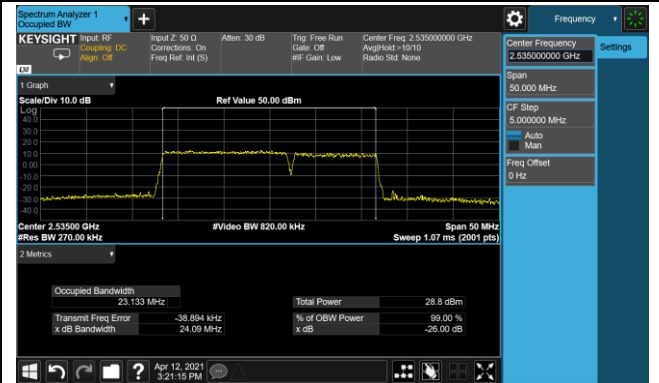 Spectrum Analyzer 1
Occupied BW
Frequency
KEYSIGHT
Input: RF
Coupling: DC
Align: Off
Input Z: 50 Ω
Corrections: On
Freq Ref: Int (S)
Atten: 30 dB
Trig: Free Run
Gate: Off
#IF Gain: Low
Center Freq: 2.535000000 GHz
Avg|Hold:>10/10
Radio Std: None
Center Frequency
2.535000000 GHz
Settings
Span
50.000 MHz
CF Step
5.000000 MHz
Auto
Man
Freq Offset
0 Hz
1 Graph
Scale/Div 10.0 dB
Ref Value 50.00 dBm
Log
40.0
30.0
20.0
10.0
0.00
-10.0
-20.0
-30.0
-40.0
Center 2.53500 GHz
#Video BW 820.00 kHz
Span 50 MHz
#Res BW 270.00 kHz
Sweep 1.07 ms (2001 pts)
2 Metrics
Occupied Bandwidth
23.133 MHz
Total Power
28.8 dBm
Transmit Freq Error
-38.894 kHz
% of OBW Power
99.00 %
x dB Bandwidth
24.09 MHz
x dB
-26.00 dB
Apr 12, 2021
3:21:15 PM